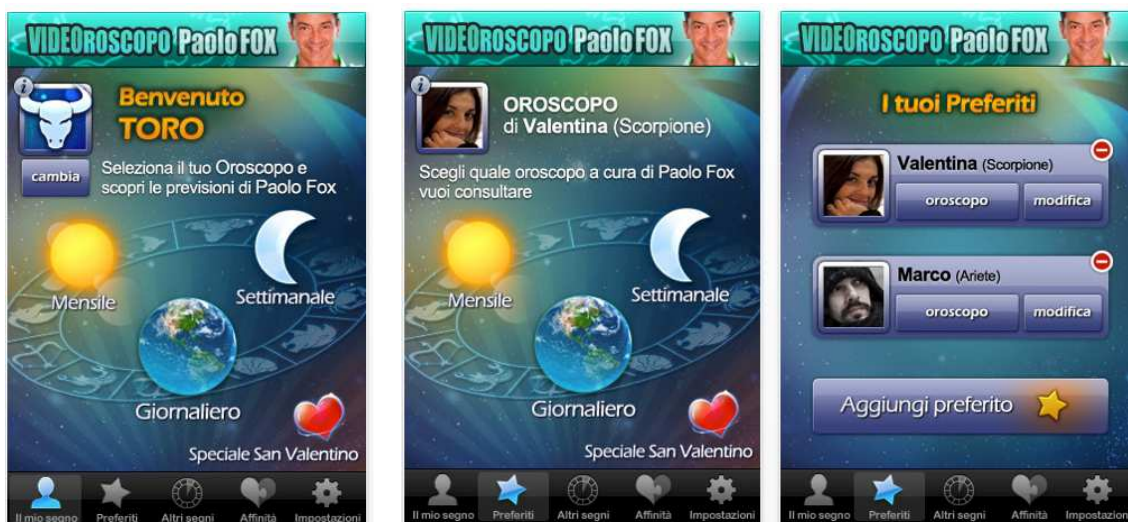 VIDEOROSCOPO Paolo FOX
Benvenuto
TORO
cambia
Seleziona il tuo Oroscopo e
scopri le previsioni di Paolo Fox
Mensile
Settimanale
Giornaliero
Speciale San Valentino
Il mio segno Preferiti Altri segni Affinità Impostazioni
VIDEOROSCOPO Paolo FOX
OROSCOPO
di Valentina (Scorpione)
Scegli quale oroscopo a cura di Paolo Fox
vuoi consultare
Mensile
Settimanale
Giornaliero
Speciale San Valentino
Il mio segno Preferiti Altri segni Affinità Impostazioni
VIDEOROSCOPO Paolo FOX
I tuoi Preferiti
Valentina (Scorpione)
oroscopo modifica
Marco (Ariete)
oroscopo modifica
Aggiungi preferito
Il mio segno Preferiti Altri segni Affinità Impostazioni